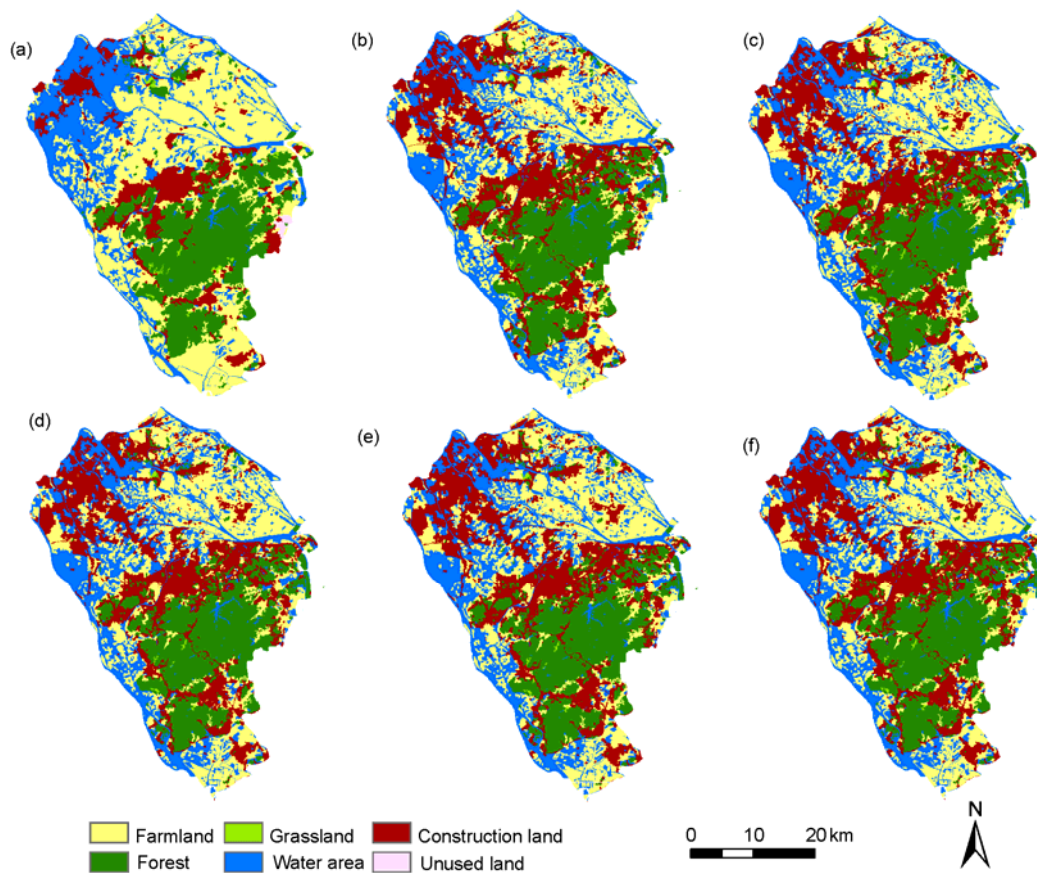 (a)
(b)
(c)
(d)
(e)
(f)
Farmland
Grassland
Construction land
Forest
Water area
Unused land
0 10 20 km
N